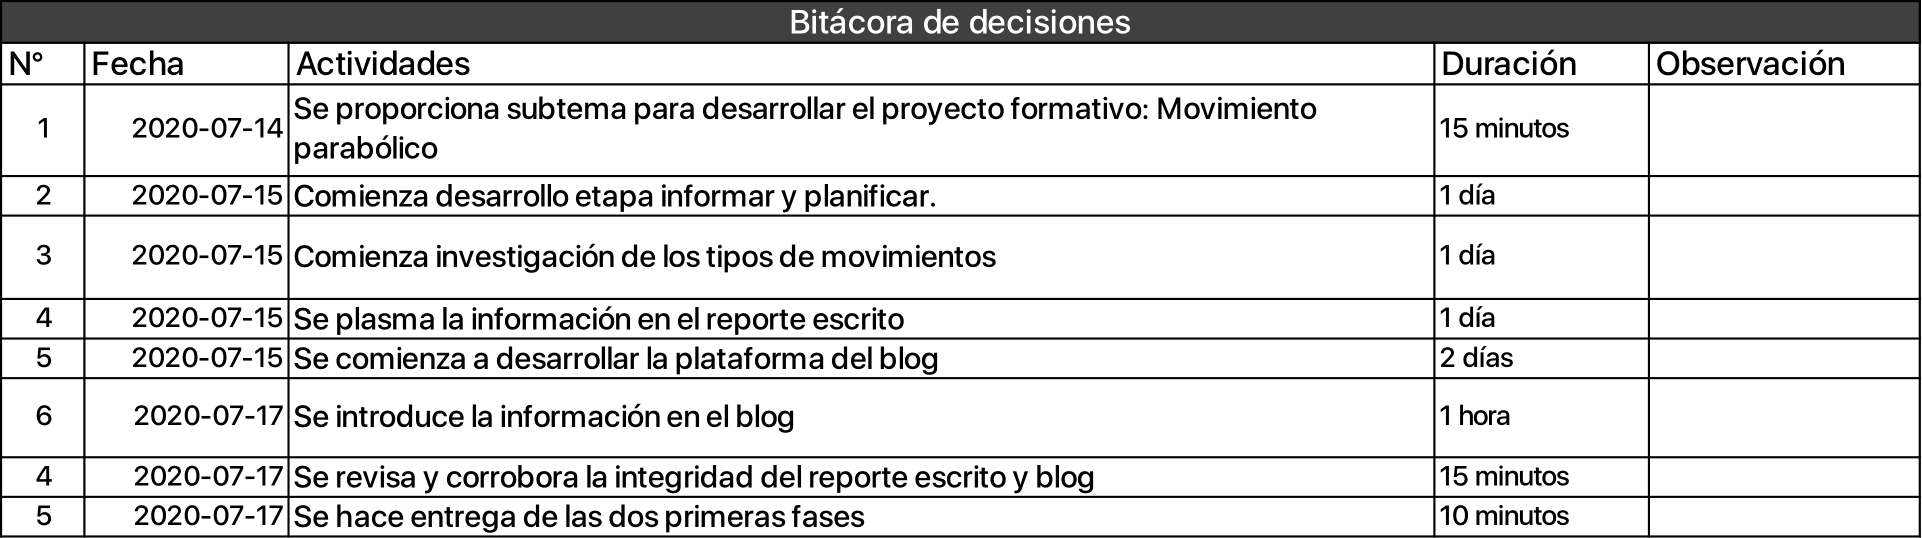 Bitácora de decisiones
N° Fecha Actividades Duración Observación
1 2020-07-14 Se proporciona subtema para desarrollar el proyecto formativo: Movimiento
parabólico 15 minutos
2 2020-07-15 Comienza desarrollo etapa informar y planificar. 1 día
3 2020-07-15 Comienza investigación de los tipos de movimientos 1 día
4 2020-07-15 Se plasma la información en el reporte escrito 1 día
5 2020-07-15 Se comienza a desarrollar la plataforma del blog 2 días
6 2020-07-17 Se introduce la información en el blog 1 hora
4 2020-07-17 Se revisa y corrobora la integridad del reporte escrito y blog 15 minutos
5 2020-07-17 Se hace entrega de las dos primeras fases 10 minutos